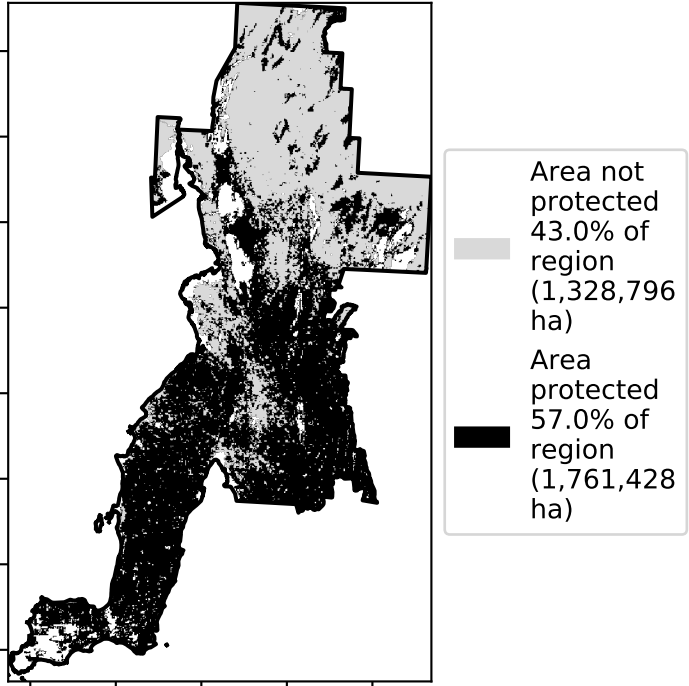 Area not
protected
43.0% of
region
(1,328,796
ha)
Area
protected
57.0% of
region
(1,761,428
ha)